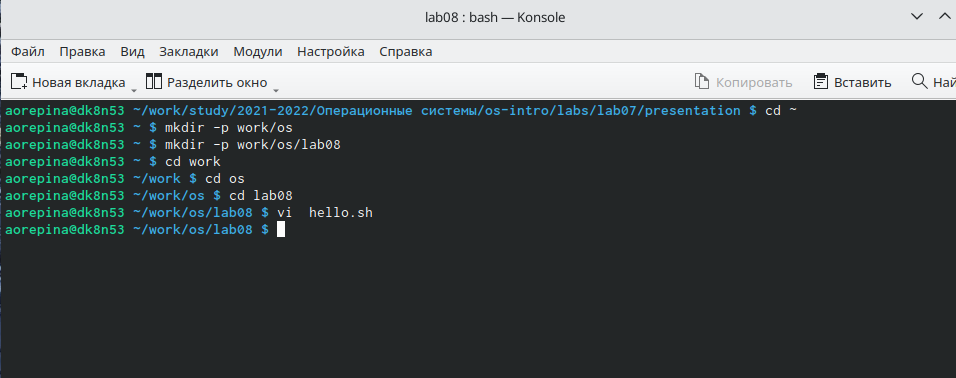 lab08 : bash — Konsole
Файл Правка Вид Закладки Модули Настройка Справка
Новая вкладка Разделить окно Копировать Вставить Най
aorepina@dk8n53 ~/work/study/2021-2022/Операционные системы/os-intro/labs/lab07/presentation $ cd ~
aorepina@dk8n53 ~ $ mkdir -p work/os
aorepina@dk8n53 ~ $ mkdir -p work/os/lab08
aorepina@dk8n53 ~ $ cd work
aorepina@dk8n53 ~/work $ cd os
aorepina@dk8n53 ~/work/os $ cd lab08
aorepina@dk8n53 ~/work/os/lab08 $ vi  hello.sh
aorepina@dk8n53 ~/work/os/lab08 $